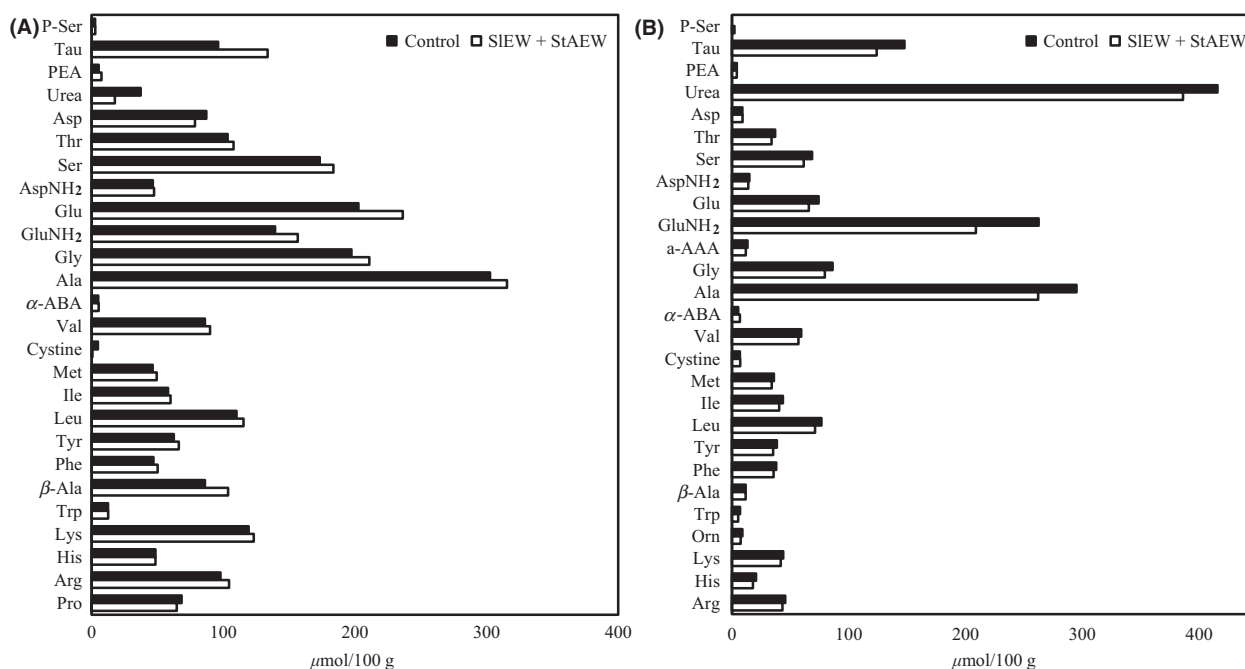 (A)
Control SlEW + StAEW
P-Ser
Tau
PEA
Urea
Asp
Thr
Ser
AspNH2
Glu
GluNH2
Gly
Ala
α-ABA
Val
Cystine
Met
Ile
Leu
Tyr
Phe
β-Ala
Trp
Lys
His
Arg
Pro
0 100 200 300 400
μmol/100 g
(B)
Control SlEW + StAEW
P-Ser
Tau
PEA
Urea
Asp
Thr
Ser
AspNH2
Glu
GluNH2
a-AAA
Gly
Ala
α-ABA
Val
Cystine
Met
Ile
Leu
Tyr
Phe
β-Ala
Trp
Orn
Lys
His
Arg
0 100 200 300 400
μmol/100 g